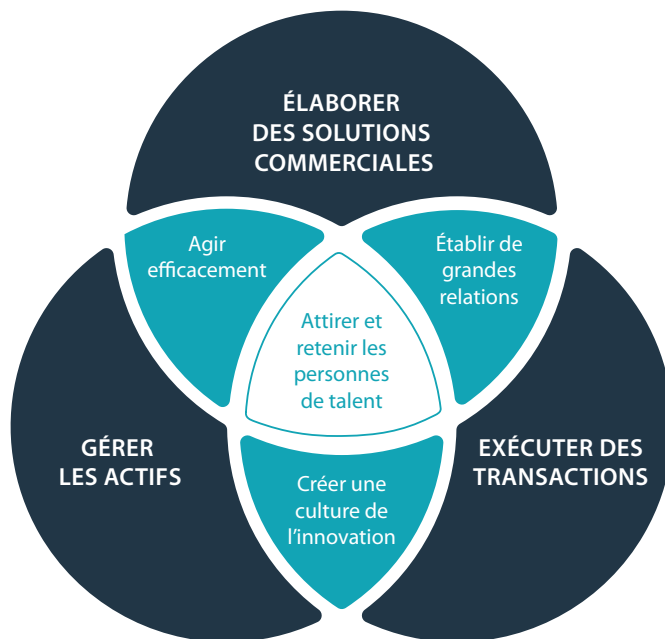 ÉLABORER
DES SOLUTIONS
COMMERCIALES
Agir
efficacement
Établir de
grandes
relations
Attirer et
retenir les
personnes
de talent
GÉRER
LES ACTIFS
EXÉCUTER DES
TRANSACTIONS
Créer une
culture de
l’innovation